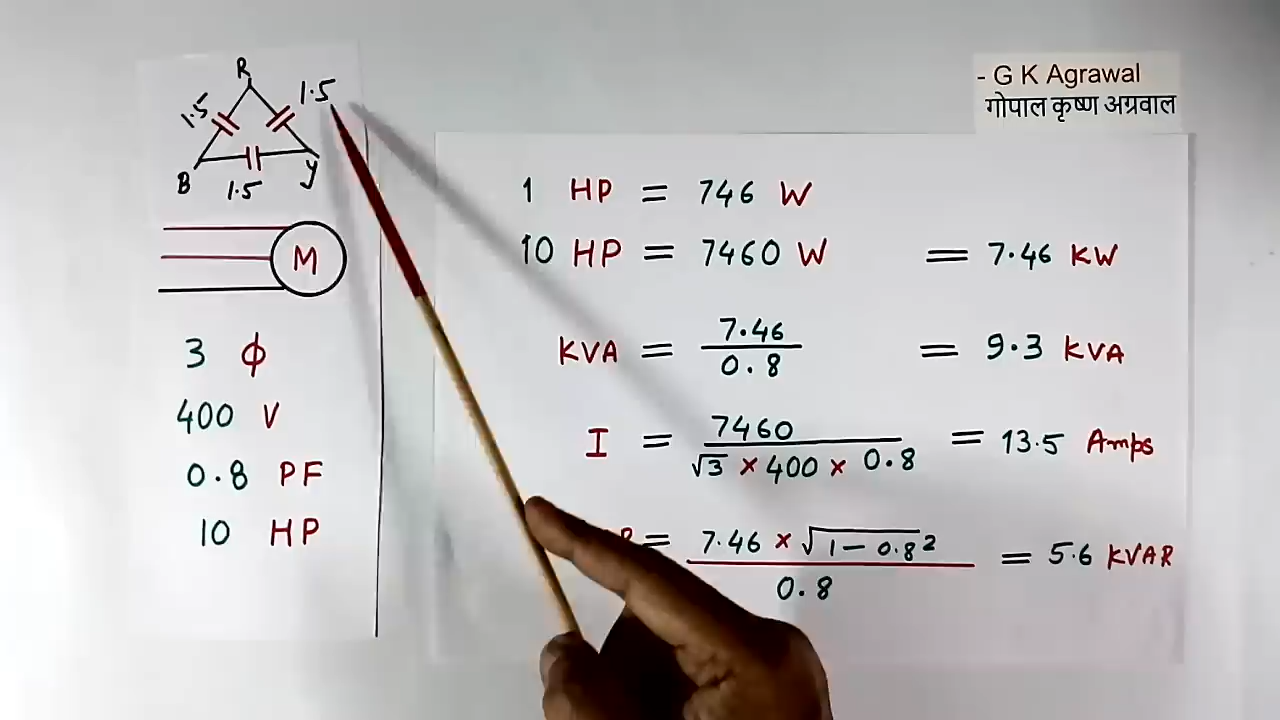 R
1.5 1.5
B 1.5 Y
M
3 ϕ
400 V
0.8 PF
10 HP
- G K Agrawal
गोपाल कृष्ण अग्रवाल
1 HP = 746 W
10 HP = 7460 W = 7.46 KW
KVA = 7.46 / 0.8 = 9.3 KVA
I = 7460 / √3 × 400 × 0.8 = 13.5 Amps
R = 7.46 × √1 - 0.8² / 0.8 = 5.6 KVAR